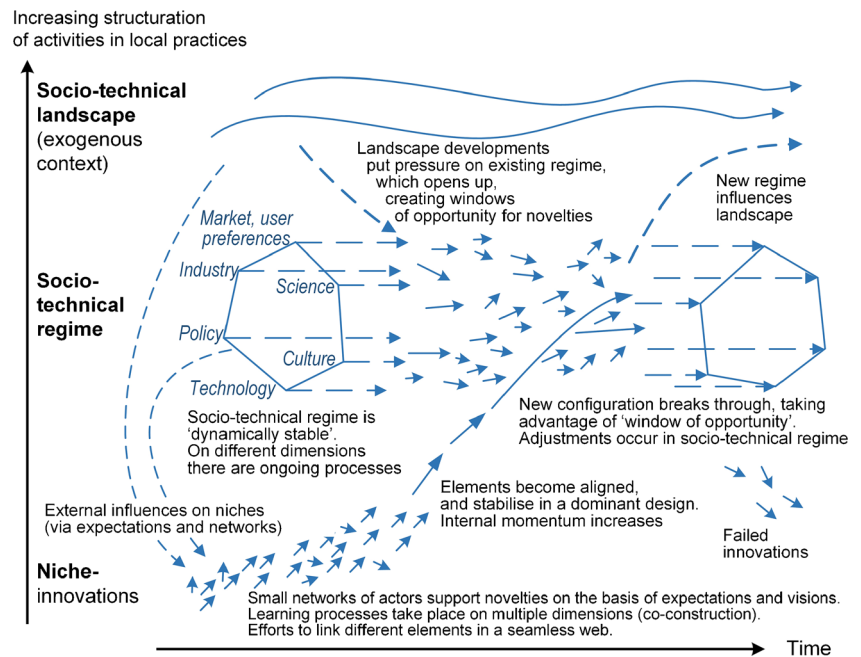 Increasing structuration
of activities in local practices
Socio-technical
landscape
(exogenous
context)
Landscape developments
put pressure on existing regime,
which opens up,
creating windows
of opportunity for novelties
New regime
influences
landscape
Market, user
preferences
Industry
Science
Socio-
technical
regime
Policy
Culture
Technology
Socio-technical regime is
‘dynamically stable’.
On different dimensions
there are ongoing processes
New configuration breaks through, taking
advantage of ‘window of opportunity’.
Adjustments occur in socio-technical regime
Elements become aligned,
and stabilise in a dominant design.
Internal momentum increases
External influences on niches
(via expectations and networks)
Failed
innovations
Niche-
innovations
Small networks of actors support novelties on the basis of expectations and visions.
Learning processes take place on multiple dimensions (co-construction).
Efforts to link different elements in a seamless web.
Time